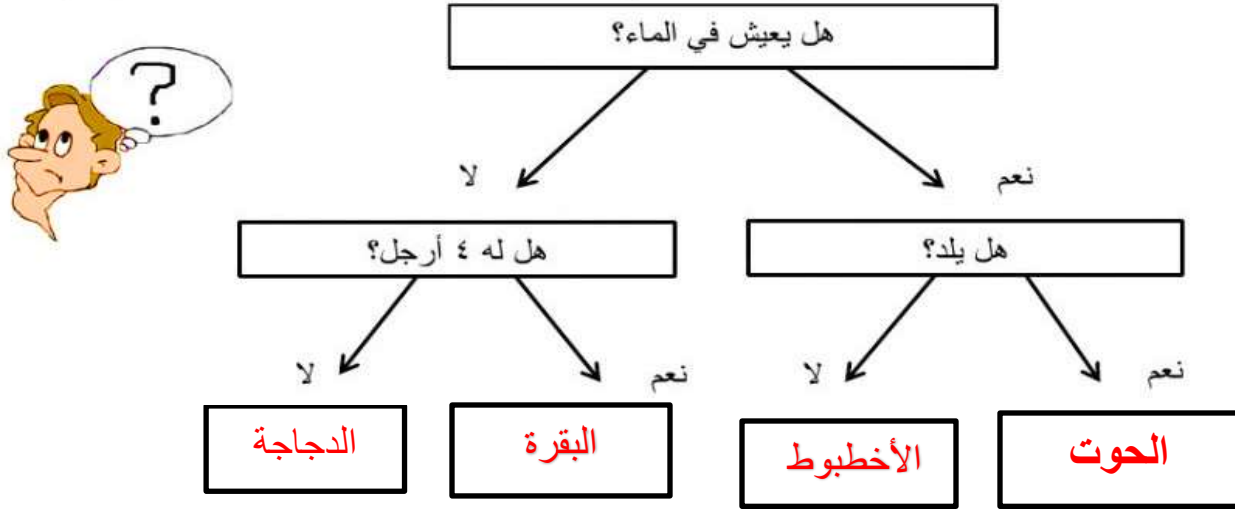 ?
هل يعيش في الماء؟
نعم
لا
هل يلد؟
هل له ٤ أرجل؟
نعم
لا
نعم
لا
الحوت
الأخطبوط
البقرة
الدجاجة